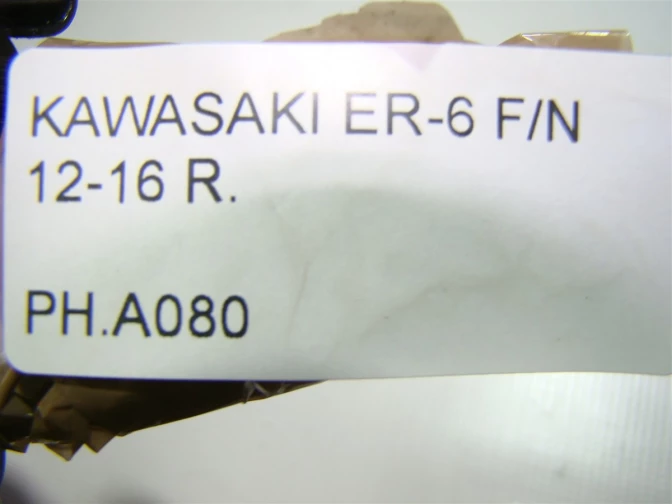 KAWASAKI ER-6 F/N
12-16 R.
PH.A080